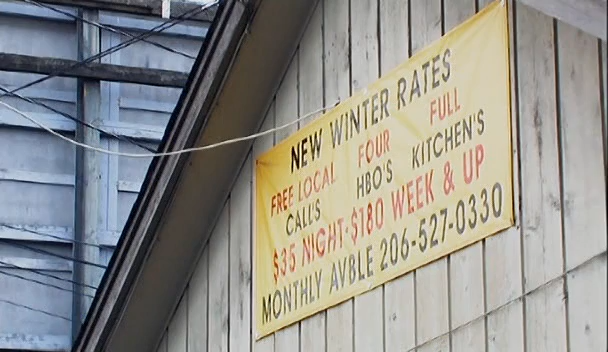 NEW WINTER RATES
FREE LOCAL FOUR FULL
CALL'S HBO'S KITCHEN'S
$35 NIGHT·$180 WEEK & UP
MONTHLY AVBLE 206-527-0330